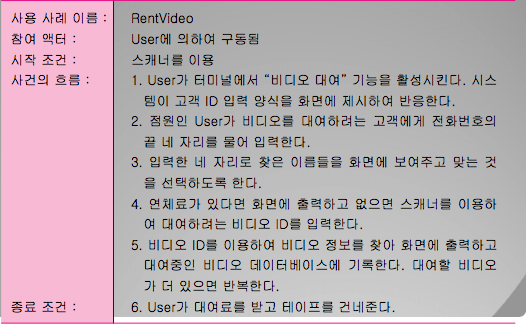 사용 사례 이름 : RentVideo
참여 액터 : User에 의하여 구동됨
시작 조건 : 스캐너를 이용
사건의 흐름 : 1. User가 터미널에서 “비디오 대여” 기능을 활성시킨다. 시스
템이 고객 ID 입력 양식을 화면에 제시하여 반응한다.
2. 점원인 User가 비디오를 대여하려는 고객에게 전화번호의
끝 네 자리를 물어 입력한다.
3. 입력한 네 자리로 찾은 이름들을 화면에 보여주고 맞는 것
을 선택하도록 한다.
4. 연체료가 있다면 화면에 출력하고 없으면 스캐너를 이용하
여 대여하려는 비디오 ID를 입력한다.
5. 비디오 ID를 이용하여 비디오 정보를 찾아 화면에 출력하고
대여중인 비디오 데이터베이스에 기록한다. 대여할 비디오
가 더 있으면 반복한다.
종료 조건 : 6. User가 대여료를 받고 테이프를 건네준다.